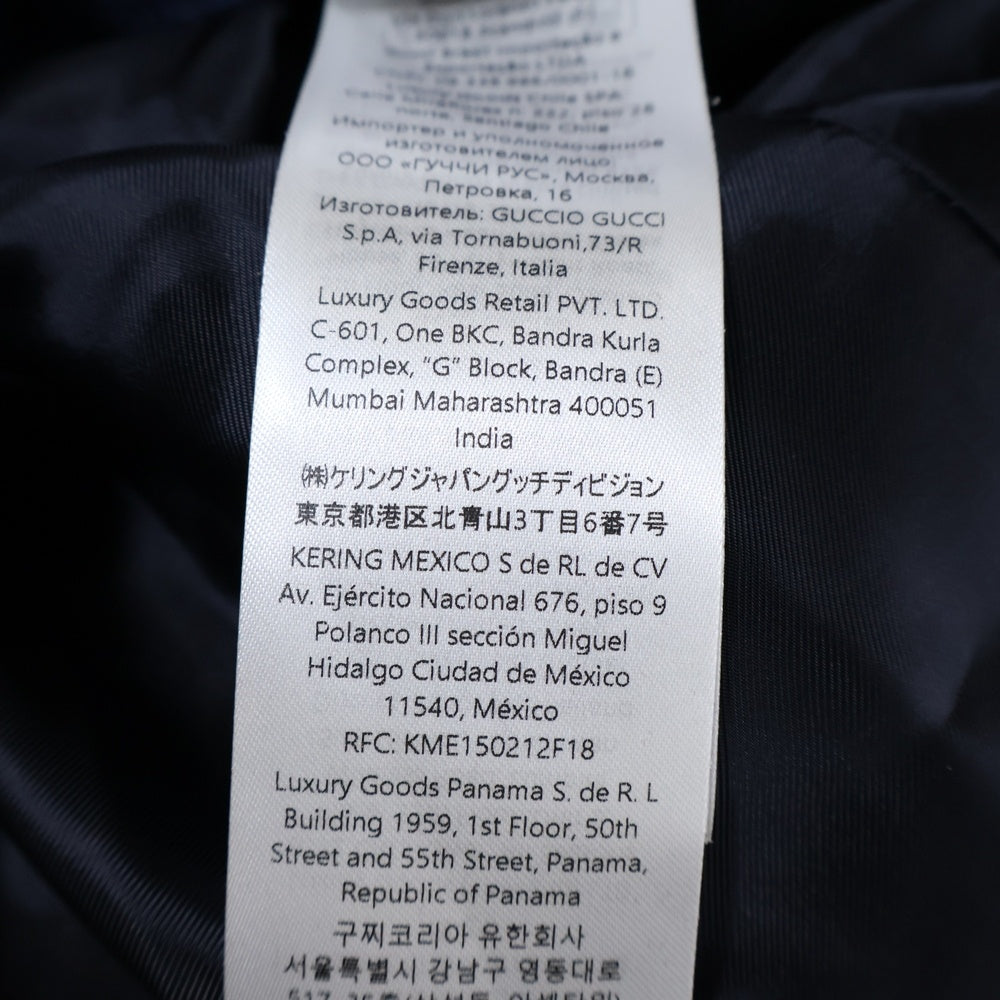 Norte, Santiago Chile
Импортер и уполномоченное
изготовителем лицо:
ООО «ГУЧЧИ РУС», Москва,
Петровка, 16
Изготовитель: GUCCIO GUCCI
S.p.A, via Tornabuoni,73/R
Firenze, Italia
Luxury Goods Retail PVT. LTD.
C-601, One BKC, Bandra Kurla
Complex, “G” Block, Bandra (E)
Mumbai Maharashtra 400051
India
㈱ケリングジャパングッチディビジョン
東京都港区北青山3丁目6番7号
KERING MEXICO S de RL de CV
Av. Ejército Nacional 676, piso 9
Polanco III sección Miguel
Hidalgo Ciudad de México
11540, México
RFC: KME150212F18
Luxury Goods Panama S. de R. L
Building 1959, 1st Floor, 50th
Street and 55th Street, Panama,
Republic of Panama
구찌코리아 유한회사
서울특별시 강남구 영동대로